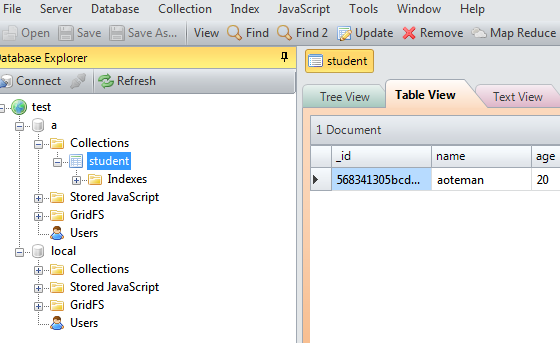 File Server Database Collection Index JavaScript Tools Window Help
Open Save Save As... View Find Find 2 Update Remove Map Reduce
Database Explorer
student
Connect Refresh
Tree View Table View Text View
test
a
Collections
student
Indexes
Stored JavaScript
GridFS
Users
local
Collections
Stored JavaScript
GridFS
Users
1 Document
_id name age
568341305bcd... aoteman 20